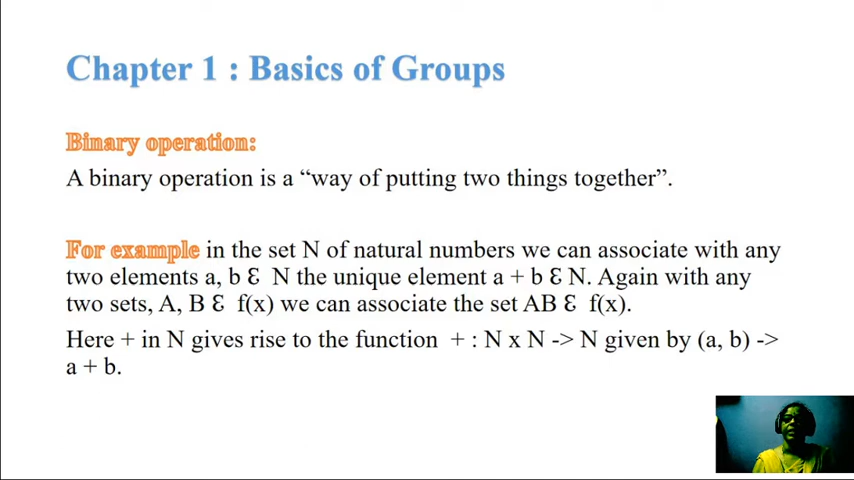 Chapter 1 : Basics of Groups
Binary operation:
A binary operation is a “way of putting two things together”.
For example in the set N of natural numbers we can associate with any
two elements a, b Ɛ N the unique element a + b Ɛ N. Again with any
two sets, A, B Ɛ f(x) we can associate the set AB Ɛ f(x).
Here + in N gives rise to the function + : N x N -> N given by (a, b) ->
a + b.